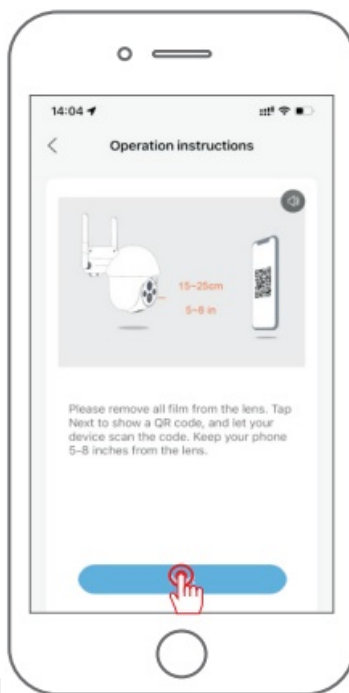 14:04
Operation instructions
15-25cm
5-8 in
Please remove all film from the lens. Tap
Next to show a QR code, and let your
device scan the code. Keep your phone
5-8 inches from the lens.